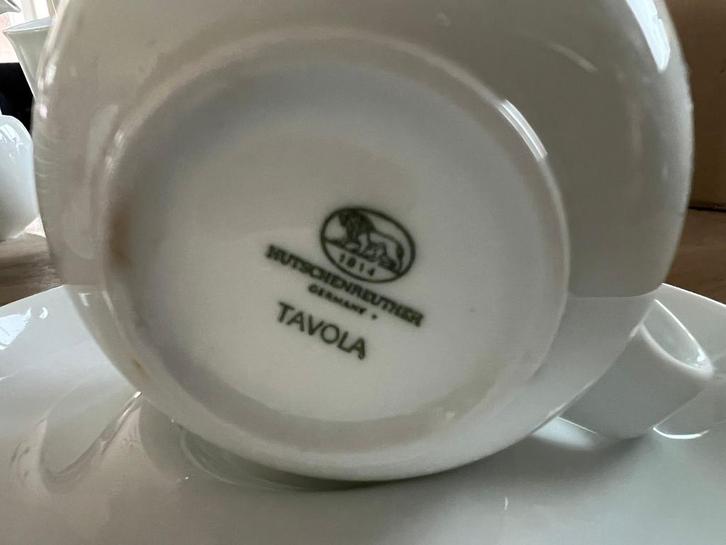 1814
HUTSCHENREUTHER
GERMANY
TAVOLA